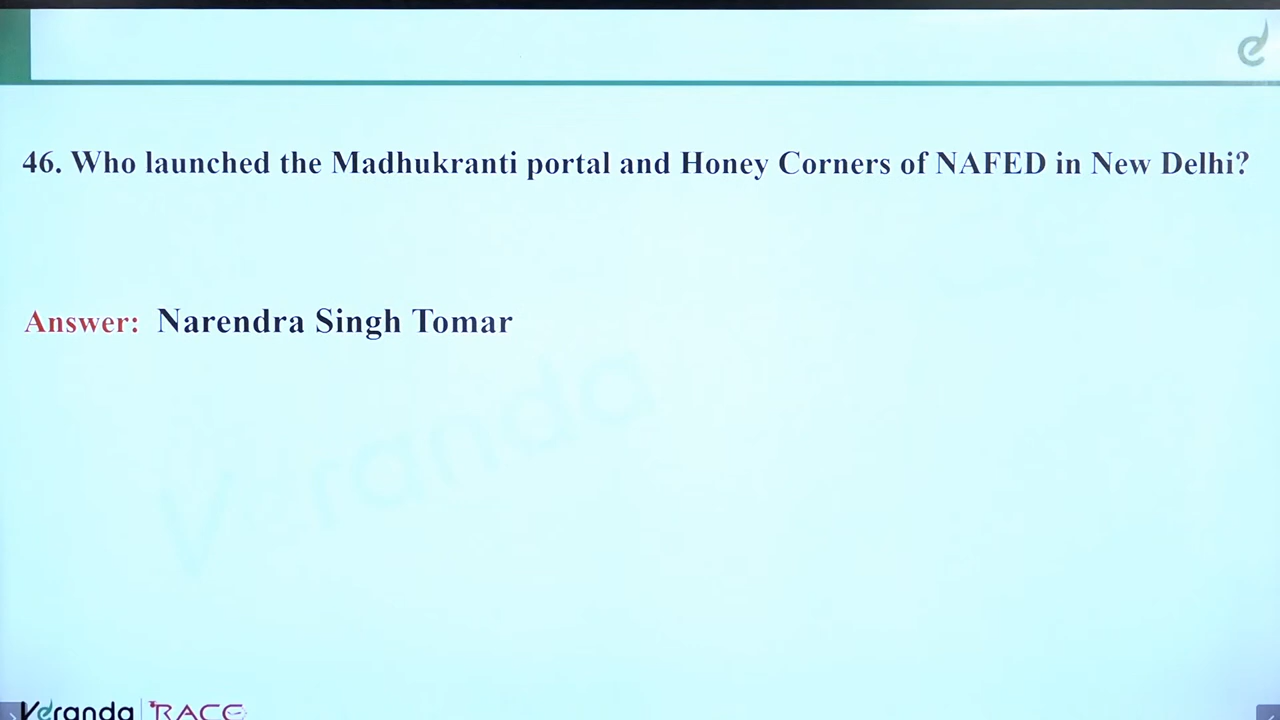 46. Who launched the Madhukranti portal and Honey Corners of NAFED in New Delhi?
Answer: Narendra Singh Tomar
Veranda
Veranda RACE